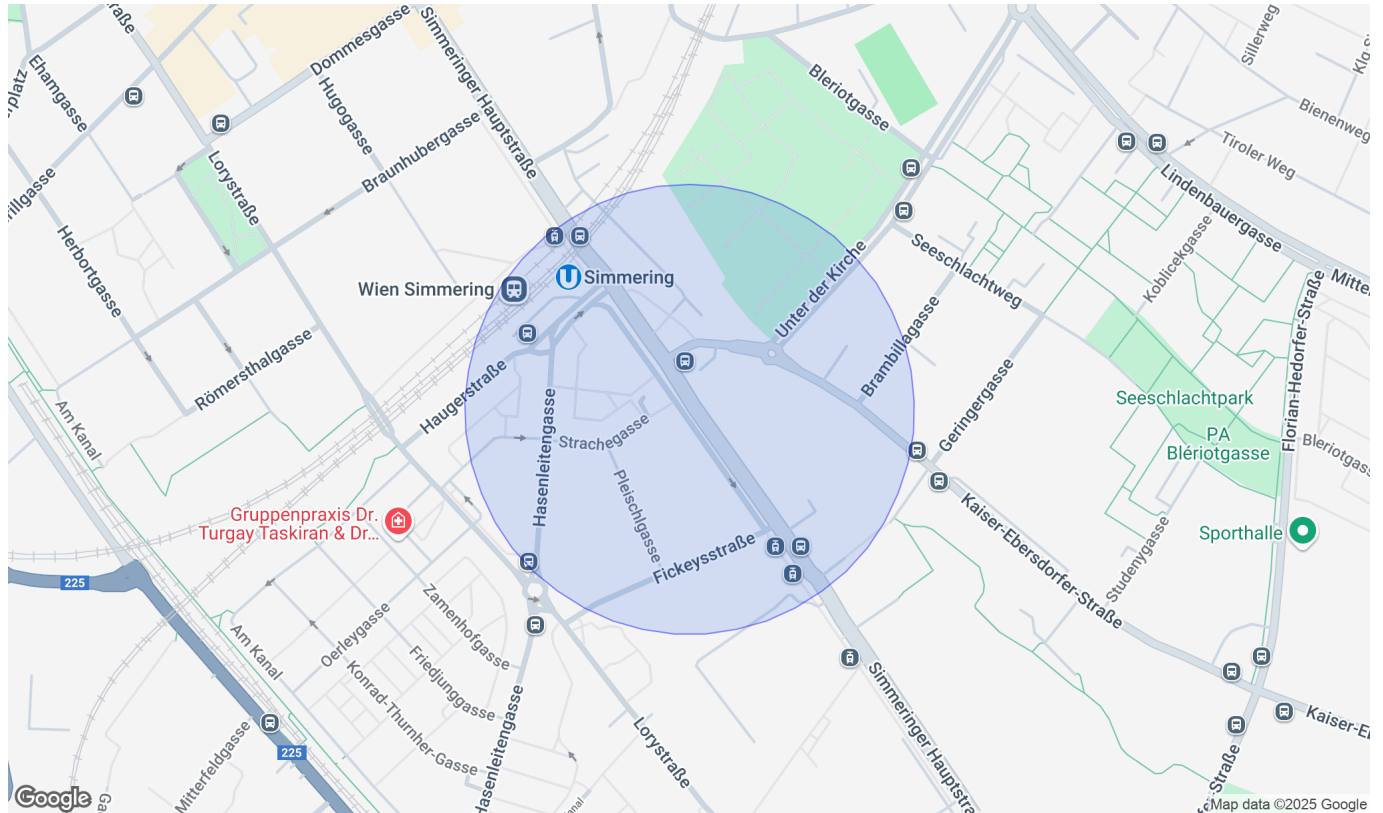 Dommesgasse
Simmeringer Hauptstraße
Ehamgasse
Hugogasse
Braunhubergasse
Lorystraße
Herbortgasse
Bleriotgasse
Sillerweg
Bienenweg
Tiroler Weg
Lindenbauergasse
Koblicekgasse
Seeschlachtweg
Unter der Kirche
Brambillagasse
Geringergasse
Wien Simmering
U
Simmering
Römersthalgasse
Haugerstraße
Hasenleitengasse
Strachegasse
Pleischlgasse
Fickeysstraße
Am Kanal
Seeschlachtpark
PA
Blériotgasse
Florian-Hedorfer-Straße
Sporthalle
Gruppenpraxis Dr.
Turgay Taskiran & Dr...
Kaiser-Ebersdorfer-Straße
Studenygasse
225
Am Kanal
Oerleygasse
Zamenhofgasse
Friedjunggasse
Konrad-Thurnher-Gasse
Hasenleitengasse
Lorystraße
Mitterfeldgasse
225
Simmeringer Hauptstra
Kaiser-E
Google
Map data ©2025 Google